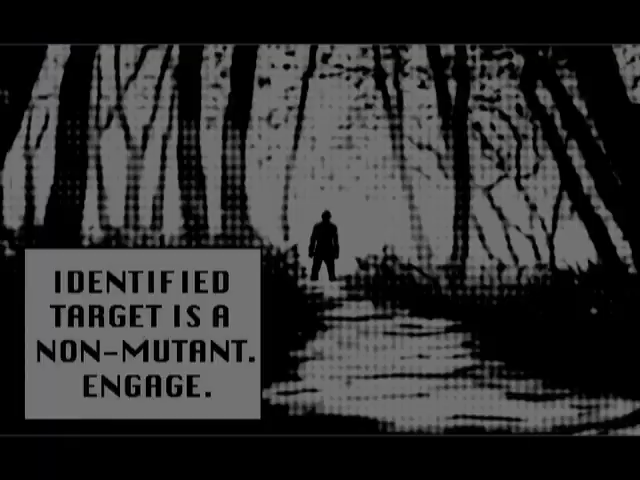 IDENTIFIED
TARGET IS A
NON-MUTANT.
ENGAGE.